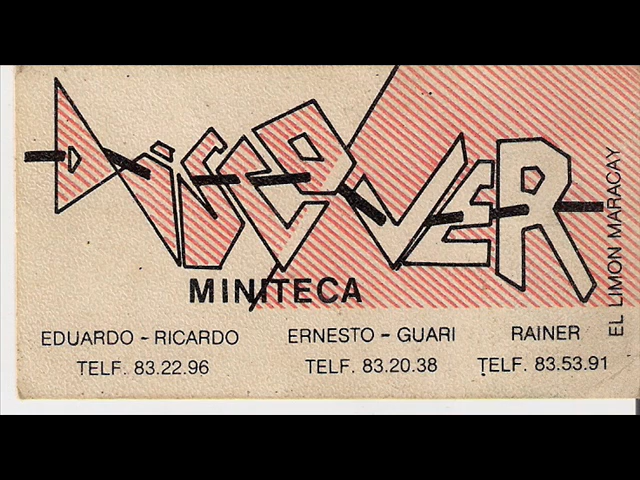 DISCOVER
MINITECA
EDUARDO - RICARDO
TELF. 83.22.96
ERNESTO - GUARI
TELF. 83.20.38
RAINER
TELF. 83.53.91
EL LIMON MARACAY